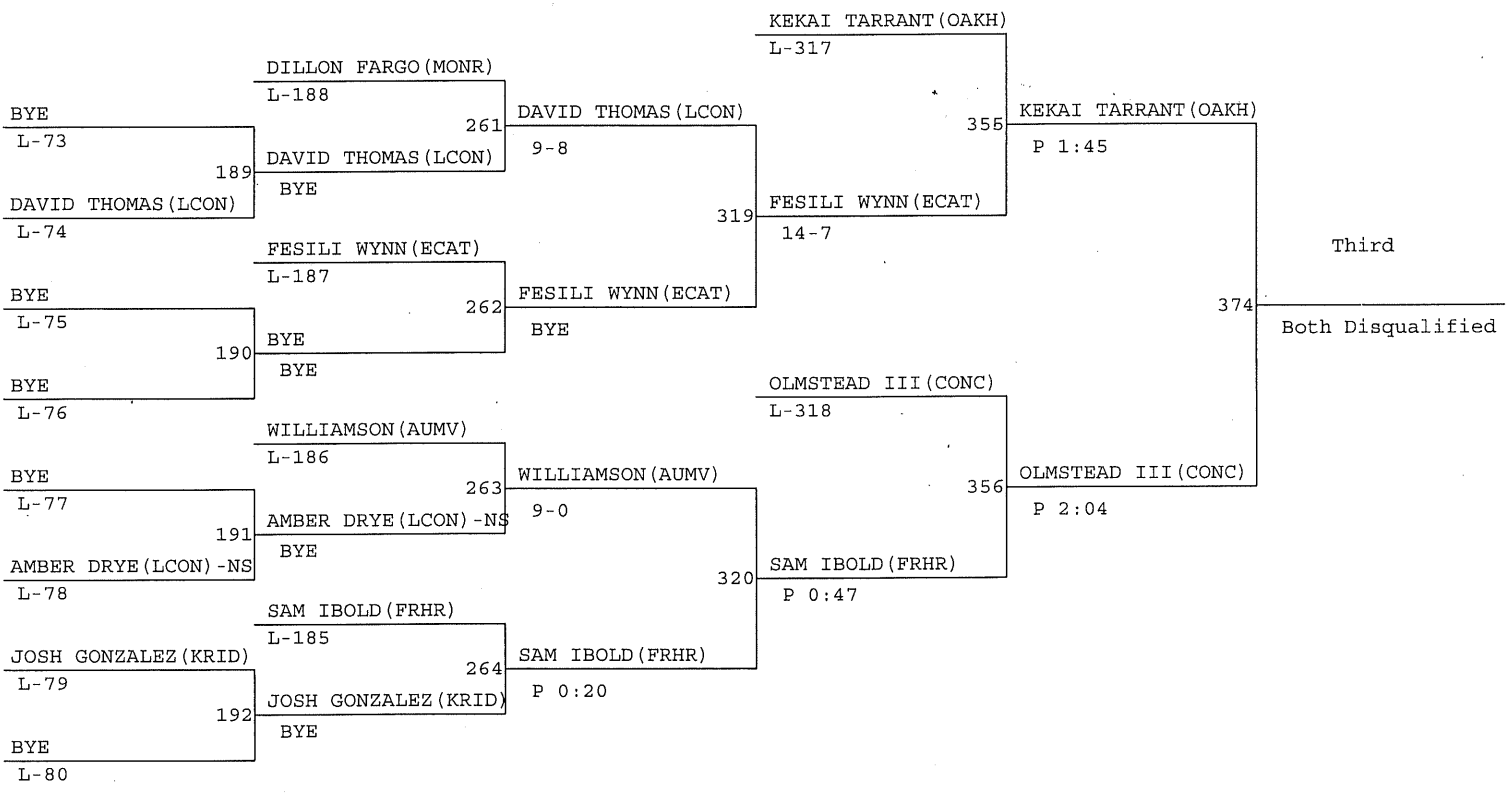 BYE
L-73
189
DAVID THOMAS(LCON)
L-74
BYE
L-75
190
BYE
L-76
BYE
L-77
191
AMBER DRYE(LCON)-NS
L-78
JOSH GONZALEZ(KRID)
L-79
192
BYE
L-80
DILLON FARGO(MONR)
L-188
261
DAVID THOMAS(LCON)
BYE
FESILI WYNN(ECAT)
L-187
262
BYE
BYE
WILLIAMSON(AUMV)
L-186
263
AMBER DRYE(LCON)-NS
BYE
SAM IBOLD(FRHR)
L-185
264
JOSH GONZALEZ(KRID)
BYE
DAVID THOMAS(LCON)
9-8
319
FESILI WYNN(ECAT)
BYE
WILLIAMSON(AUMV)
9-0
320
SAM IBOLD(FRHR)
P 0:20
KEKAI TARRANT(OAKH)
L-317
355
FESILI WYNN(ECAT)
14-7
OLMSTEAD III(CONC)
L-318
356
SAM IBOLD(FRHR)
P 0:47
KEKAI TARRANT(OAKH)
P 1:45
374
OLMSTEAD III(CONC)
P 2:04
Third
Both Disqualified